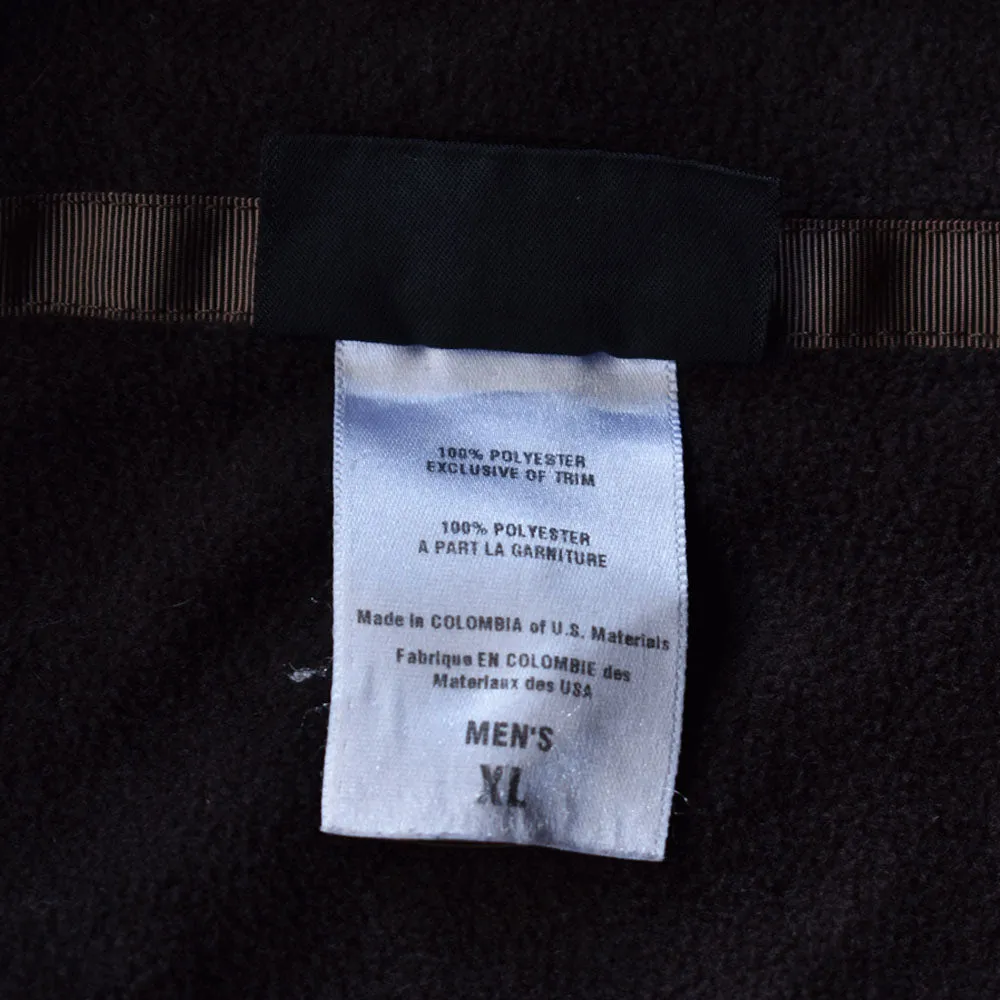 100% POLYESTER
EXCLUSIVE OF TRIM
100% POLYESTER
A PART LA GARNITURE
Made in COLOMBIA of U.S. Materials
Fabrique EN COLOMBIE des
Materiaux des USA
MEN'S
XL